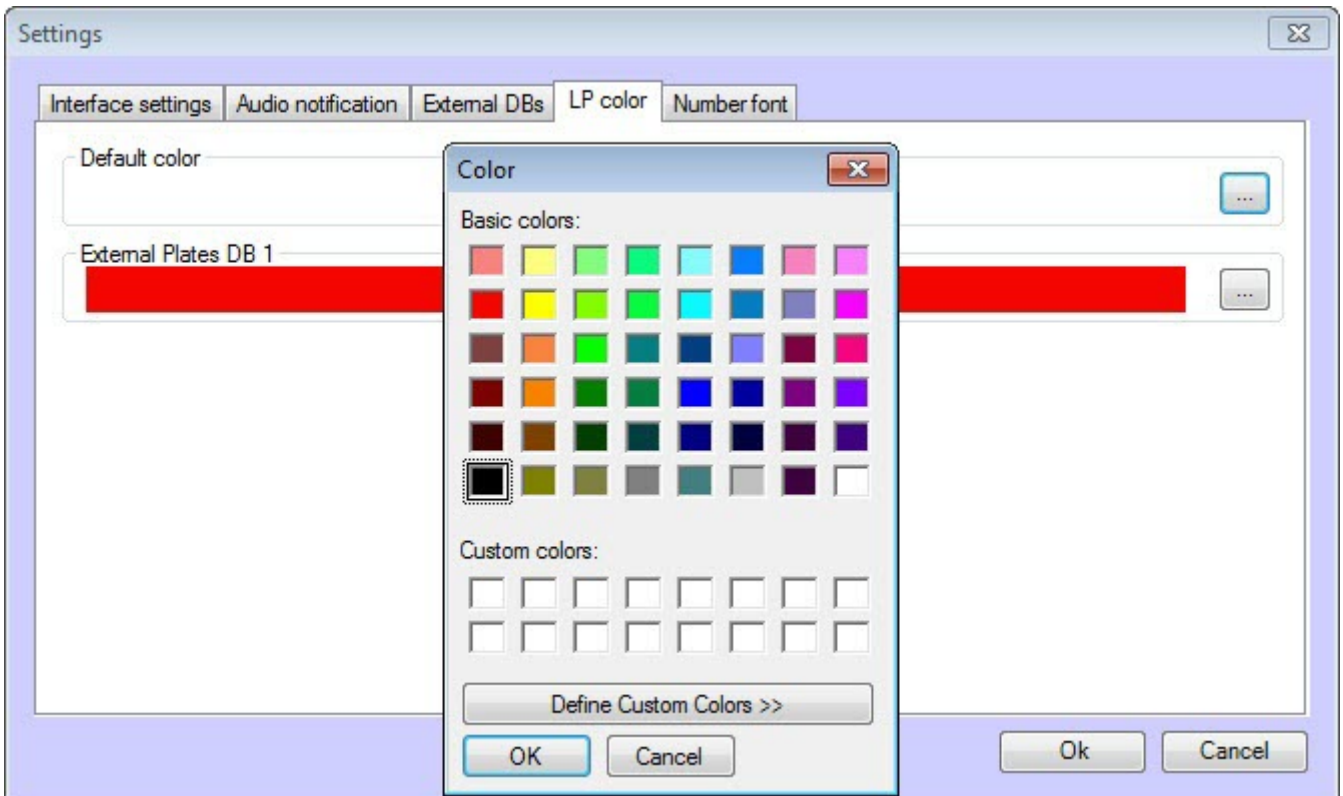 Settings
Interface settings Audio notification External DBs LP color Number font
Default color
...
External Plates DB 1
...
Color
Basic colors:
Custom colors:
Define Custom Colors >>
OK Cancel
Ok Cancel